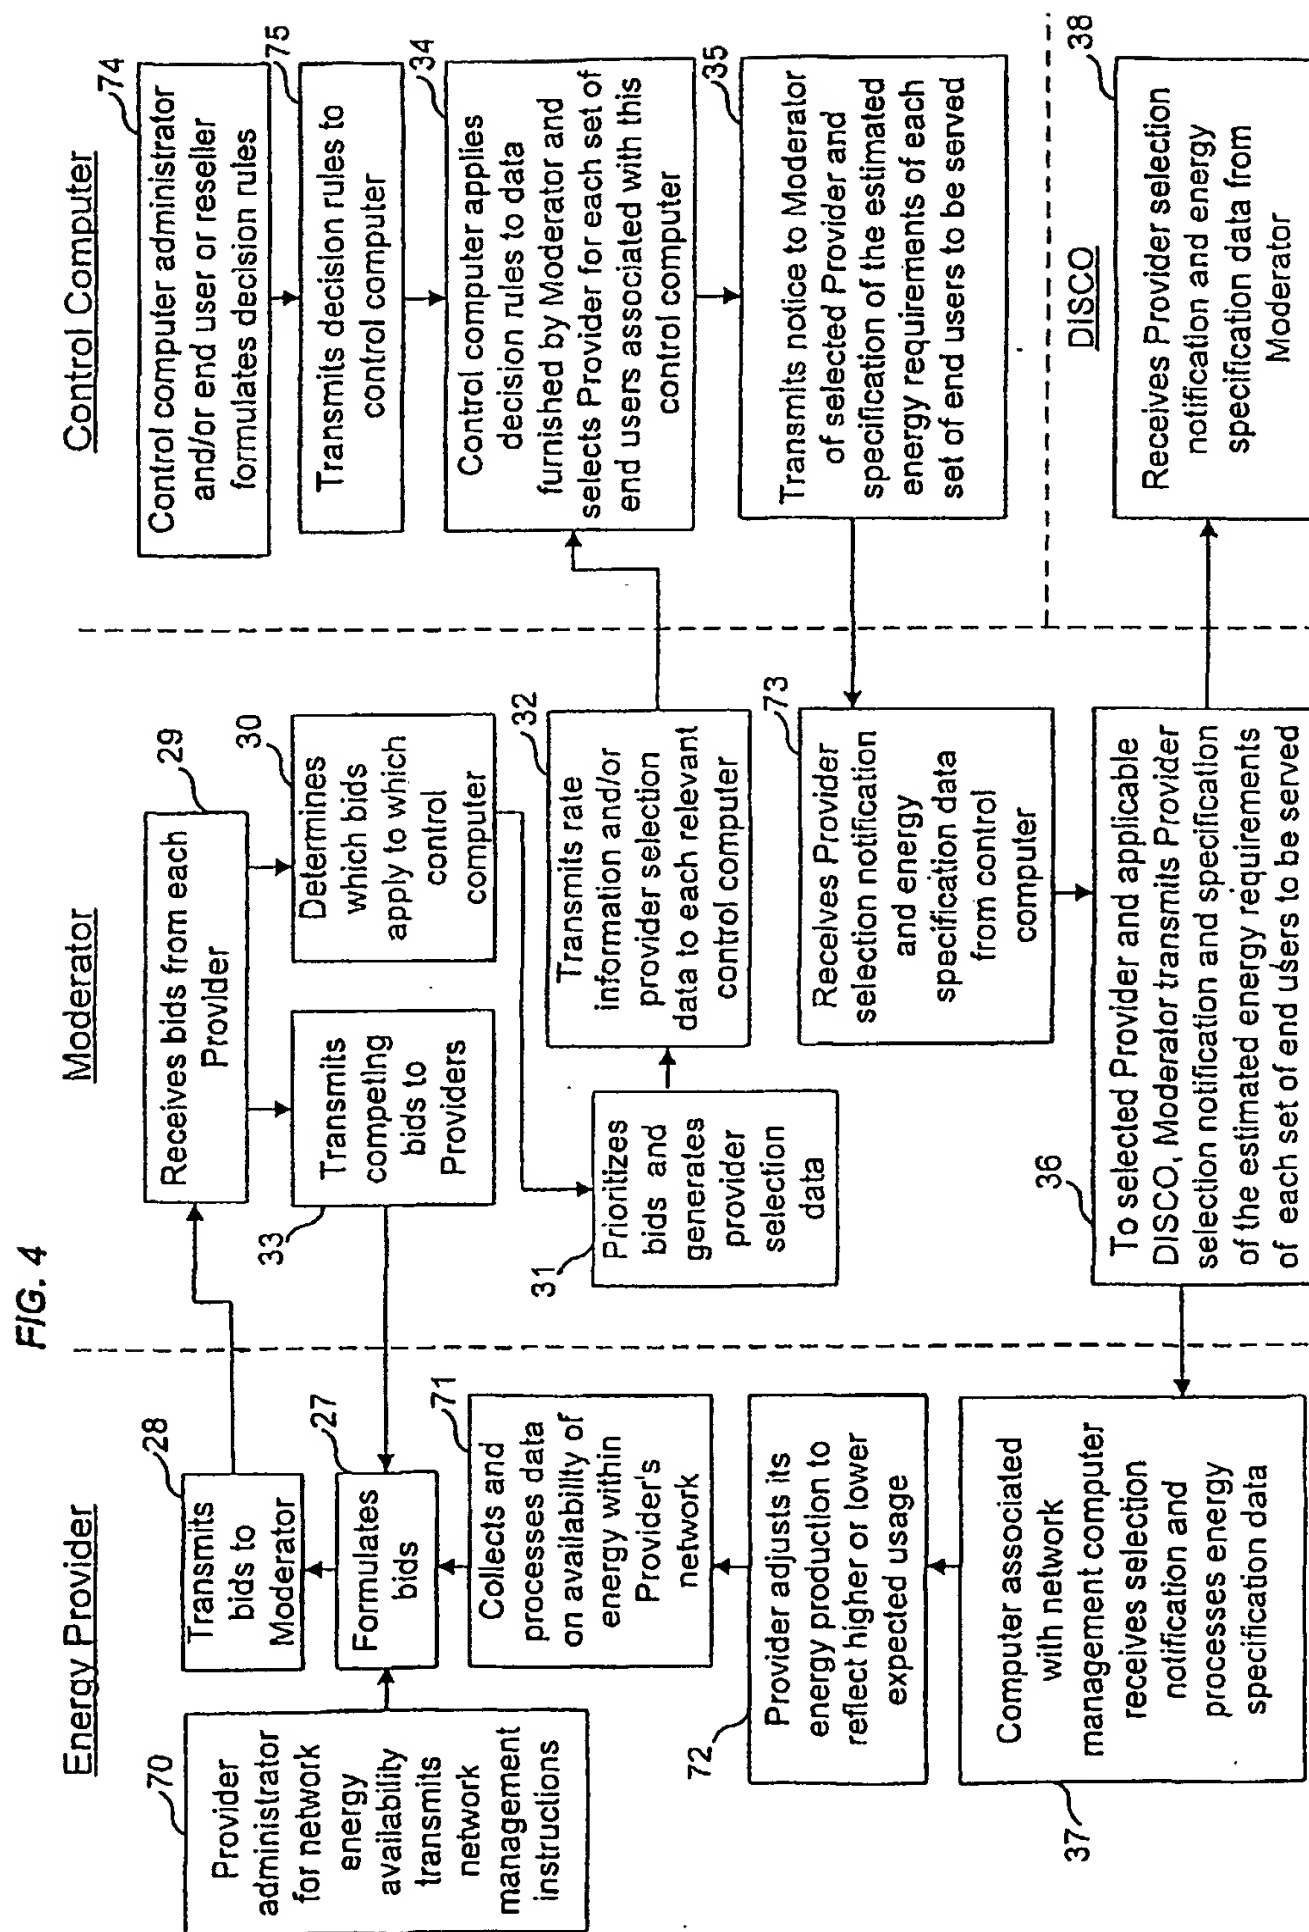 FIG. 4
Energy Provider
70
Provider
administrator
for network
energy
availability
transmits
network
management
instructions
28
Transmits
bids to
Moderator
27
Formulates
bids
71
Collects and
processes data
on availability of
energy within
Provider's
network
72
Provider adjusts its
energy production to
reflect higher or lower
expected usage
37
Computer associated
with network
management computer
receives selection
notification and
processes energy
specification data
Moderator
29
Receives bids from each
Provider
33
Transmits
competing
bids to
Providers
30
Determines
which bids
apply to which
control
computer
31
Prioritizes
bids and
generates
provider
selection
data
32
Transmits rate
information and/or
provider selection
data to each relevant
control computer
73
Receives Provider
selection notification
and energy
specification data
from control
computer
36
To selected Provider and applicable
DISCO, Moderator transmits Provider
selection notification and specification
of the estimated energy requirements
of each set of end users to be served
Control Computer
74
Control computer administrator
and/or end user or reseller
formulates decision rules
75
Transmits decision rules to
control computer
34
Control computer applies
decision rules to data
furnished by Moderator and
selects Provider for each set of
end users associated with this
control computer
35
Transmits notice to Moderator
of selected Provider and
specification of the estimated
energy requirements of each
set of end users to be served
DISCO
38
Receives Provider selection
notification and energy
specification data from
Moderator